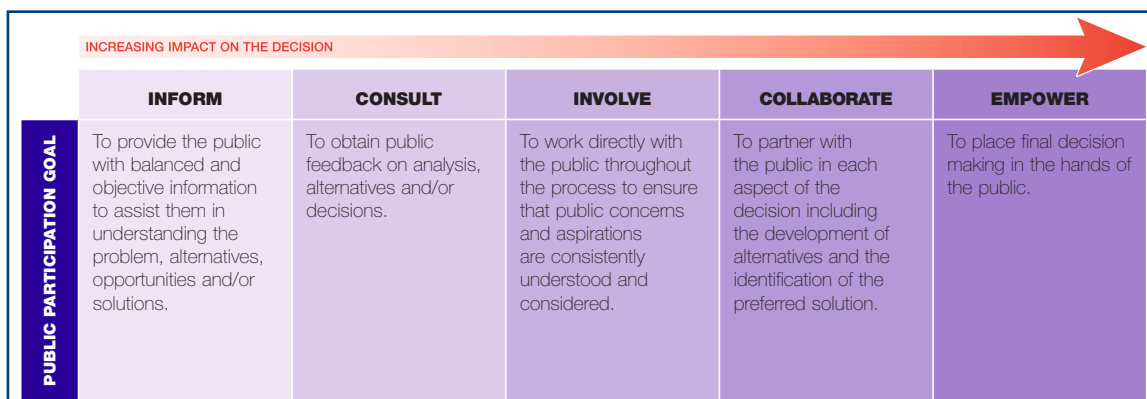 INCREASING IMPACT ON THE DECISION
INFORM
CONSULT
INVOLVE
COLLABORATE
EMPOWER
PUBLIC PARTICIPATION GOAL
To provide the public
with balanced and
objective information
to assist them in
understanding the
problem, alternatives,
opportunities and/or
solutions.
To obtain public
feedback on analysis,
alternatives and/or
decisions.
To work directly with
the public throughout
the process to ensure
that public concerns
and aspirations
are consistently
understood and
considered.
To partner with
the public in each
aspect of the
decision including
the development of
alternatives and the
identification of the
preferred solution.
To place final decision
making in the hands of
the public.